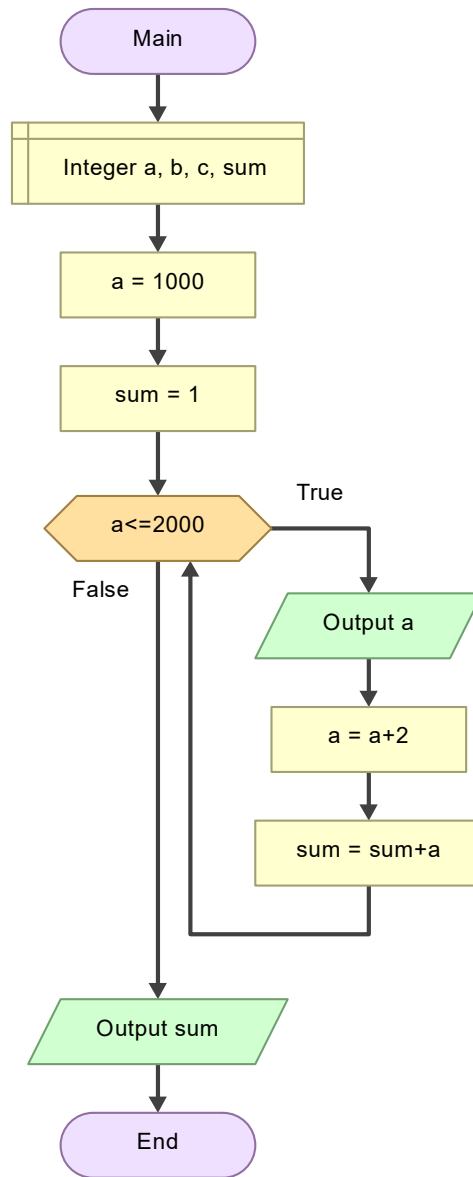 Main
Integer a, b, c, sum
a = 1000
sum = 1
a<=2000
True
False
Output a
a = a+2
sum = sum+a
Output sum
End